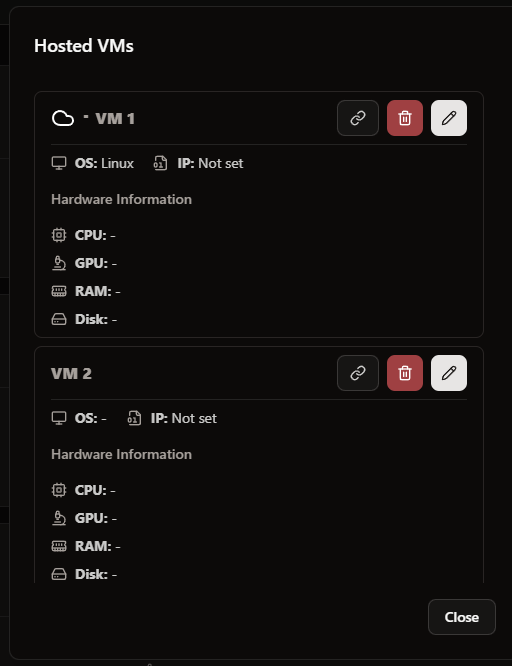 Hosted VMs
· VM 1
OS: Linux IP: Not set
Hardware Information
CPU: -
GPU: -
RAM: -
Disk: -
VM 2
OS: - IP: Not set
Hardware Information
CPU: -
GPU: -
RAM: -
Disk: -
Close